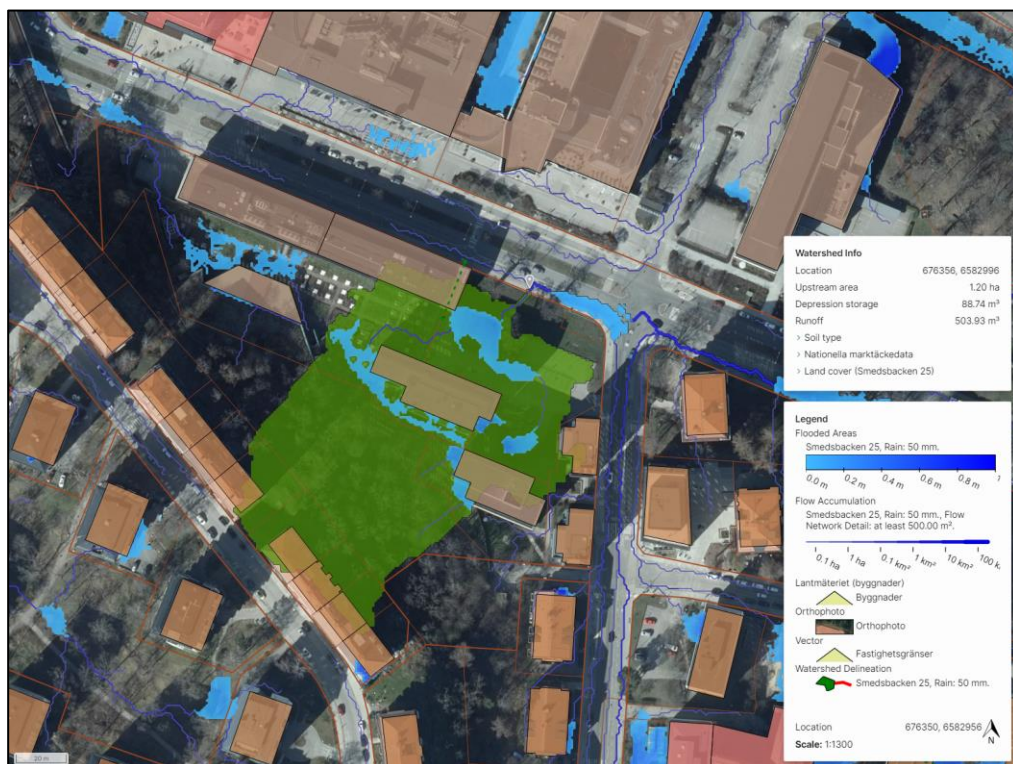 Watershed Info
Location 676356, 6582996
Upstream area 1.20 ha
Depression storage 88.74 m³
Runoff 503.93 m³
> Soil type
> Nationella marktäckedata
> Land cover (Smedsbacken 25)
Legend
Flooded Areas
Smedsbacken 25, Rain: 50 mm.
0.0 m 0.2 m 0.4 m 0.6 m 0.8 m 1
Flow Accumulation
Smedsbacken 25, Rain: 50 mm., Flow
Network Detail: at least 500.00 m².
0.1 ha 1 ha 0.1 km² 1 km² 10 km² 100 k.
Lantmäteriet (byggnader)
Byggnader
Orthophoto
Orthophoto
Vector
Fastighetsgränser
Watershed Delineation
Smedsbacken 25, Rain: 50 mm.
Location 676350, 6582956
Scale: 1:1300
N
20 m